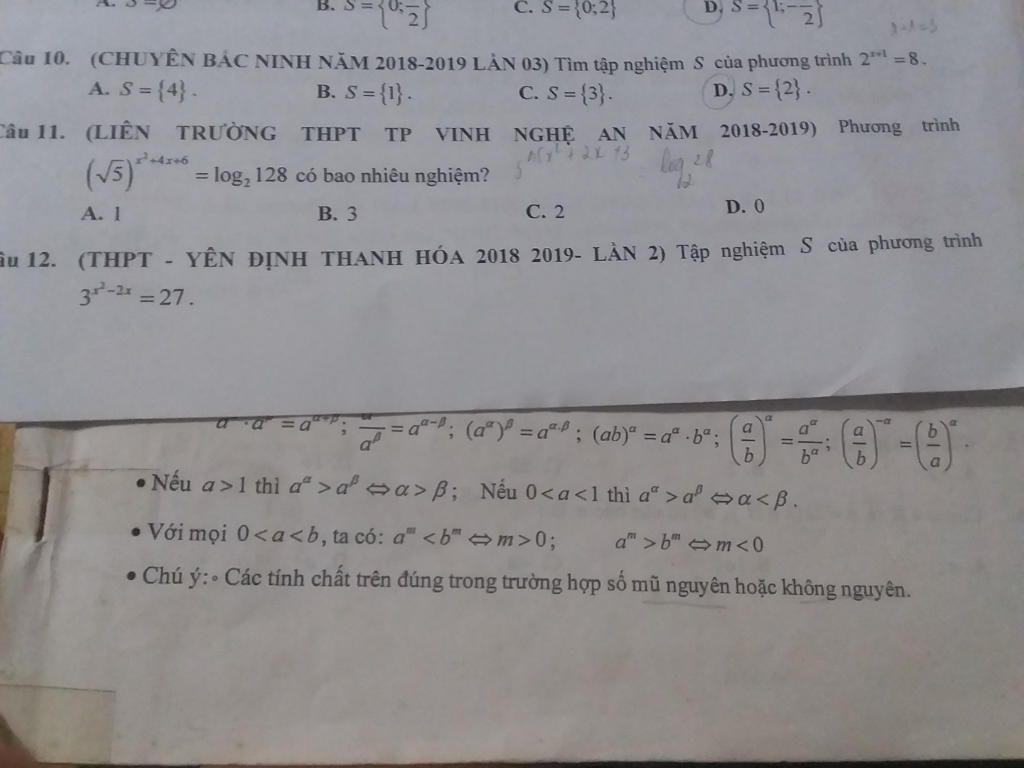 B. S = {0; 1/2} C. S = {0;2} D. S = {1; -1/2}
Câu 10. (CHUYÊN BẮC NINH NĂM 2018-2019 LẦN 03) Tìm tập nghiệm S của phương trình 2^{x+1} = 8.
A. S = {4}. B. S = {1}. C. S = {3}. D. S = {2}.
Câu 11. (LIÊN TRƯỜNG THPT TP VINH NGHỆ AN NĂM 2018-2019) Phương trình
(√5)^{x²+4x+6} = log₂ 128 có bao nhiêu nghiệm?
A. 1 B. 3 C. 2 D. 0
âu 12. (THPT - YÊN ĐỊNH THANH HÓA 2018 2019- LẦN 2) Tập nghiệm S của phương trình
3^{x²-2x} = 27.
= a^{α+β}; = a^{α-β}; (a^α)^β = a^{α.β}; (ab)^α = a^α · b^α; (a/b)^α = a^α/b^α; (a/b)^{-α} = (b/a)^α.
• Nếu a > 1 thì a^α > a^β ⇔ α > β; Nếu 0 < a < 1 thì a^α > a^β ⇔ α < β.
• Với mọi 0 < a < b, ta có: a^m < b^m ⇔ m > 0; a^m > b^m ⇔ m < 0
• Chú ý: ∘ Các tính chất trên đúng trong trường hợp số mũ nguyên hoặc không nguyên.